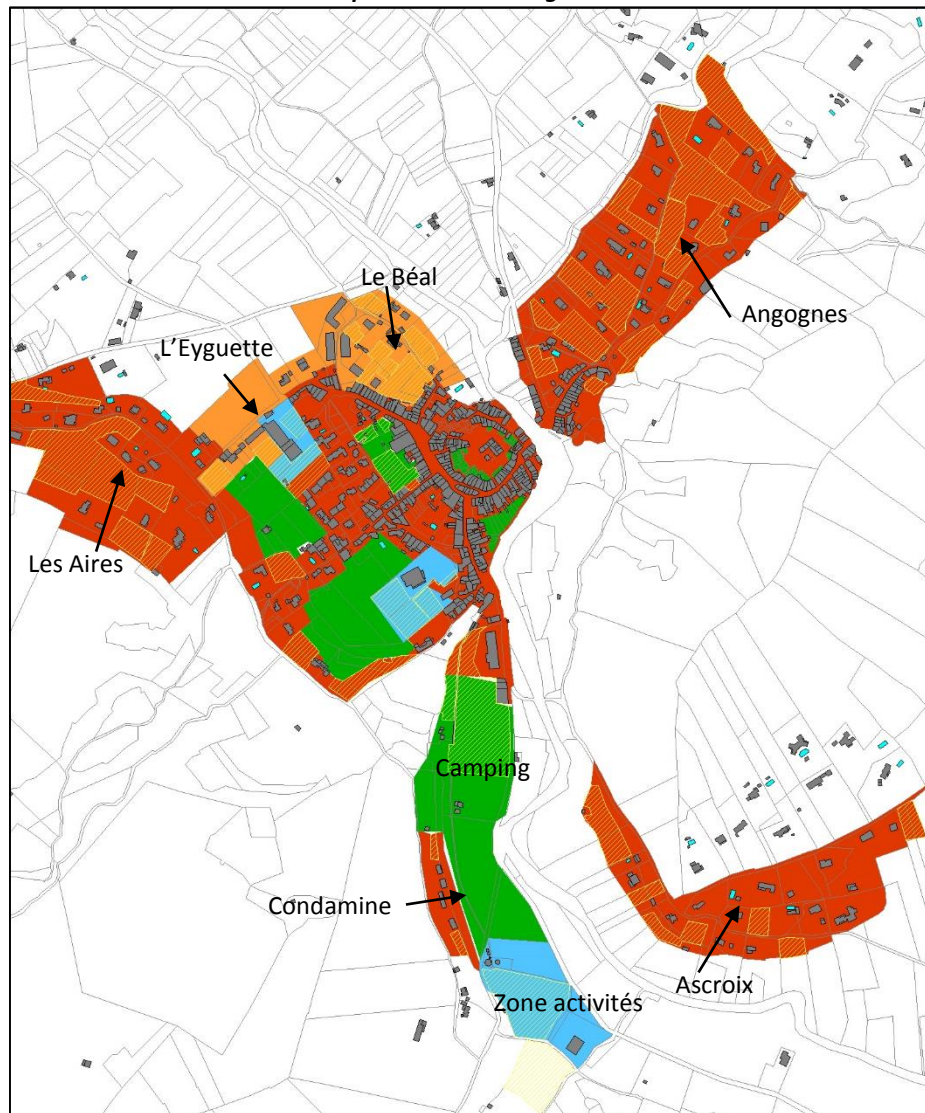 Le Béal
L'Eyguette
Angognes
Les Aires
Camping
Condamine
Ascroix
Zone activités